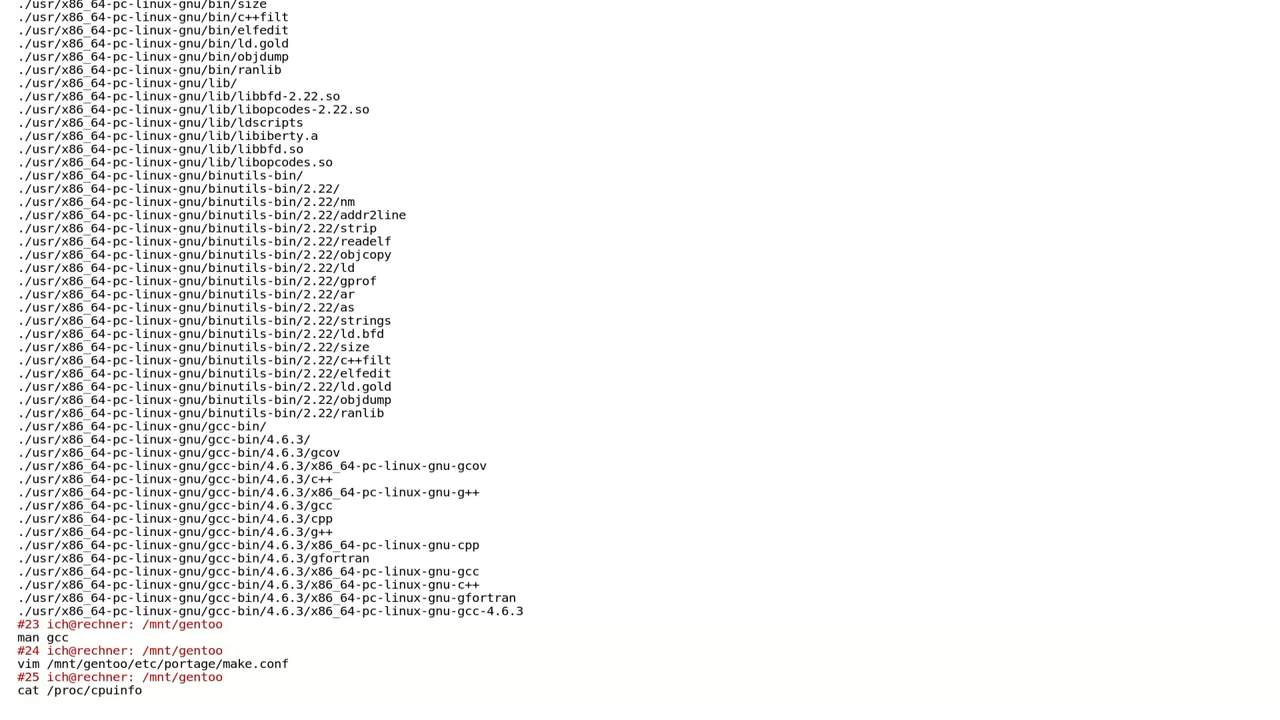 ./usr/x86_64-pc-linux-gnu/bin/size
./usr/x86_64-pc-linux-gnu/bin/c++filt
./usr/x86_64-pc-linux-gnu/bin/elfedit
./usr/x86_64-pc-linux-gnu/bin/ld.gold
./usr/x86_64-pc-linux-gnu/bin/objdump
./usr/x86_64-pc-linux-gnu/bin/ranlib
./usr/x86_64-pc-linux-gnu/lib/
./usr/x86_64-pc-linux-gnu/lib/libbfd-2.22.so
./usr/x86_64-pc-linux-gnu/lib/libopcodes-2.22.so
./usr/x86_64-pc-linux-gnu/lib/ldscripts
./usr/x86_64-pc-linux-gnu/lib/libiberty.a
./usr/x86_64-pc-linux-gnu/lib/libbfd.so
./usr/x86_64-pc-linux-gnu/lib/libopcodes.so
./usr/x86_64-pc-linux-gnu/binutils-bin/
./usr/x86_64-pc-linux-gnu/binutils-bin/2.22/
./usr/x86_64-pc-linux-gnu/binutils-bin/2.22/nm
./usr/x86_64-pc-linux-gnu/binutils-bin/2.22/addr2line
./usr/x86_64-pc-linux-gnu/binutils-bin/2.22/strip
./usr/x86_64-pc-linux-gnu/binutils-bin/2.22/readelf
./usr/x86_64-pc-linux-gnu/binutils-bin/2.22/objcopy
./usr/x86_64-pc-linux-gnu/binutils-bin/2.22/ld
./usr/x86_64-pc-linux-gnu/binutils-bin/2.22/gprof
./usr/x86_64-pc-linux-gnu/binutils-bin/2.22/ar
./usr/x86_64-pc-linux-gnu/binutils-bin/2.22/as
./usr/x86_64-pc-linux-gnu/binutils-bin/2.22/strings
./usr/x86_64-pc-linux-gnu/binutils-bin/2.22/ld.bfd
./usr/x86_64-pc-linux-gnu/binutils-bin/2.22/size
./usr/x86_64-pc-linux-gnu/binutils-bin/2.22/c++filt
./usr/x86_64-pc-linux-gnu/binutils-bin/2.22/elfedit
./usr/x86_64-pc-linux-gnu/binutils-bin/2.22/ld.gold
./usr/x86_64-pc-linux-gnu/binutils-bin/2.22/objdump
./usr/x86_64-pc-linux-gnu/binutils-bin/2.22/ranlib
./usr/x86_64-pc-linux-gnu/gcc-bin/
./usr/x86_64-pc-linux-gnu/gcc-bin/4.6.3/
./usr/x86_64-pc-linux-gnu/gcc-bin/4.6.3/gcov
./usr/x86_64-pc-linux-gnu/gcc-bin/4.6.3/x86_64-pc-linux-gnu-gcov
./usr/x86_64-pc-linux-gnu/gcc-bin/4.6.3/c++
./usr/x86_64-pc-linux-gnu/gcc-bin/4.6.3/x86_64-pc-linux-gnu-g++
./usr/x86_64-pc-linux-gnu/gcc-bin/4.6.3/gcc
./usr/x86_64-pc-linux-gnu/gcc-bin/4.6.3/cpp
./usr/x86_64-pc-linux-gnu/gcc-bin/4.6.3/g++
./usr/x86_64-pc-linux-gnu/gcc-bin/4.6.3/x86_64-pc-linux-gnu-cpp
./usr/x86_64-pc-linux-gnu/gcc-bin/4.6.3/gfortran
./usr/x86_64-pc-linux-gnu/gcc-bin/4.6.3/x86_64-pc-linux-gnu-gcc
./usr/x86_64-pc-linux-gnu/gcc-bin/4.6.3/x86_64-pc-linux-gnu-c++
./usr/x86_64-pc-linux-gnu/gcc-bin/4.6.3/x86_64-pc-linux-gnu-gfortran
./usr/x86_64-pc-linux-gnu/gcc-bin/4.6.3/x86_64-pc-linux-gnu-gcc-4.6.3
#23 ich@rechner: /mnt/gentoo
man gcc
#24 ich@rechner: /mnt/gentoo
vim /mnt/gentoo/etc/portage/make.conf
#25 ich@rechner: /mnt/gentoo
cat /proc/cpuinfo